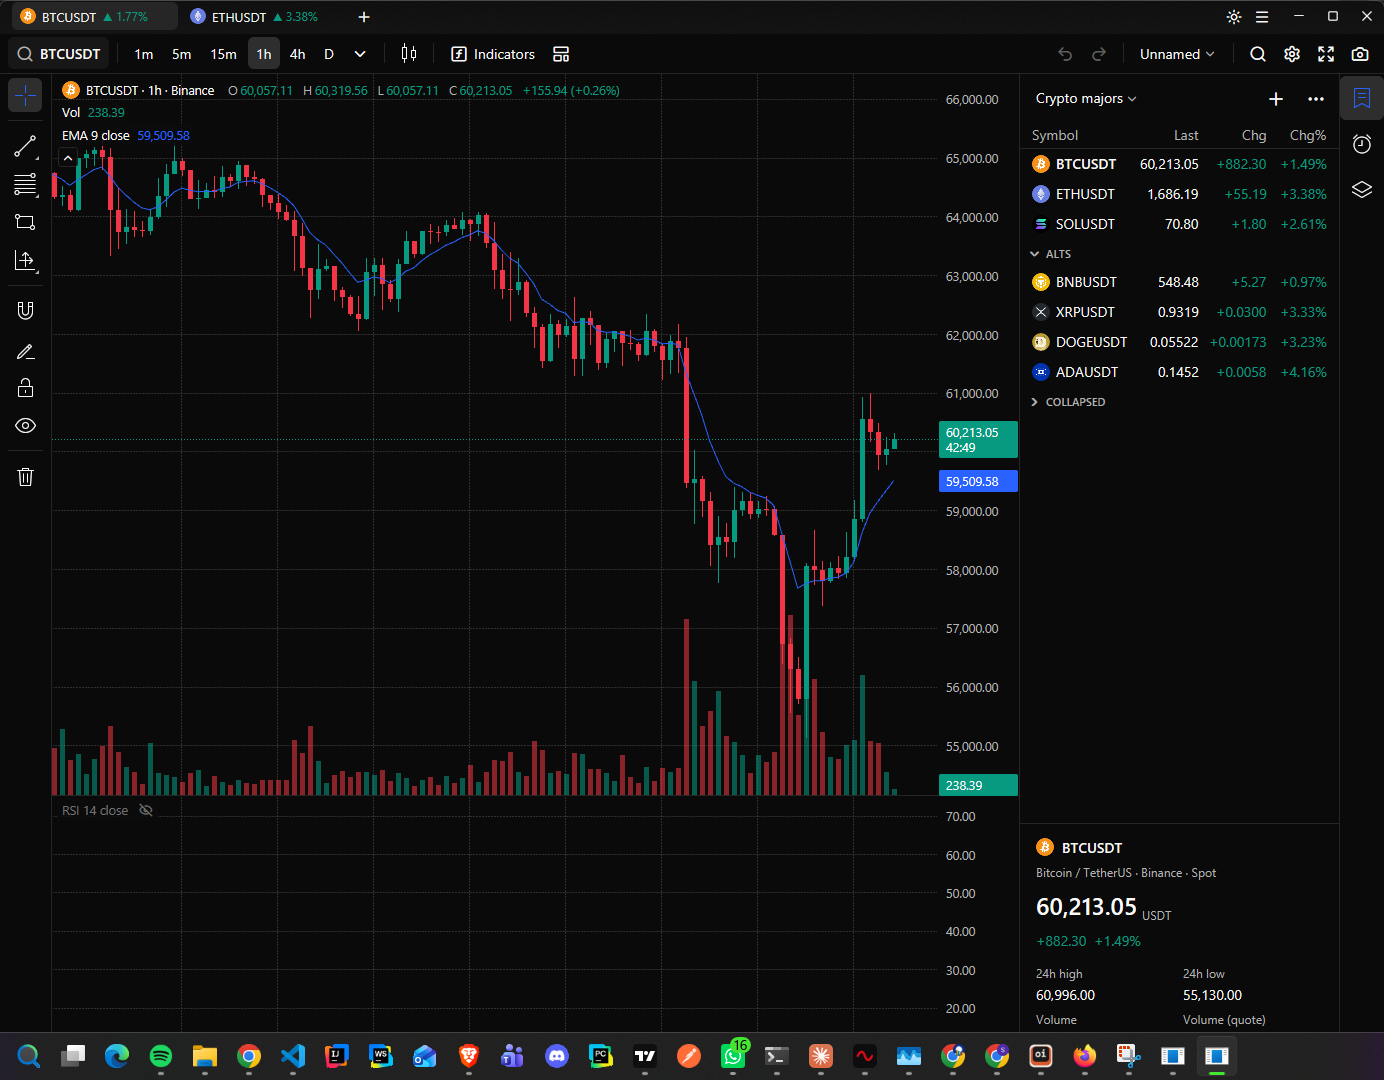 BTCUSDT ▲ 1.77% ETHUSDT ▲ 3.38% +
BTCUSDT 1m 5m 15m 1h 4h D Indicators Unnamed
BTCUSDT · 1h · Binance O 60,057.11 H 60,319.56 L 60,057.11 C 60,213.05 +155.94 (+0.26%)
Vol 238.39
EMA 9 close 59,509.58
66,000.00
65,000.00
64,000.00
63,000.00
62,000.00
61,000.00
60,213.05
42:49
59,509.58
59,000.00
58,000.00
57,000.00
56,000.00
55,000.00
238.39
RSI 14 close
70.00
60.00
50.00
40.00
30.00
20.00
Crypto majors
Symbol Last Chg Chg%
BTCUSDT 60,213.05 +882.30 +1.49%
ETHUSDT 1,686.19 +55.19 +3.38%
SOLUSDT 70.80 +1.80 +2.61%
ALTS
BNBUSDT 548.48 +5.27 +0.97%
XRPUSDT 0.9319 +0.0300 +3.33%
DOGEUSDT 0.05522 +0.00173 +3.23%
ADAUSDT 0.1452 +0.0058 +4.16%
COLLAPSED
BTCUSDT
Bitcoin / TetherUS · Binance · Spot
60,213.05 USDT
+882.30 +1.49%
24h high 24h low
60,996.00 55,130.00
Volume Volume (quote)
IJ WS T PC 16 oi